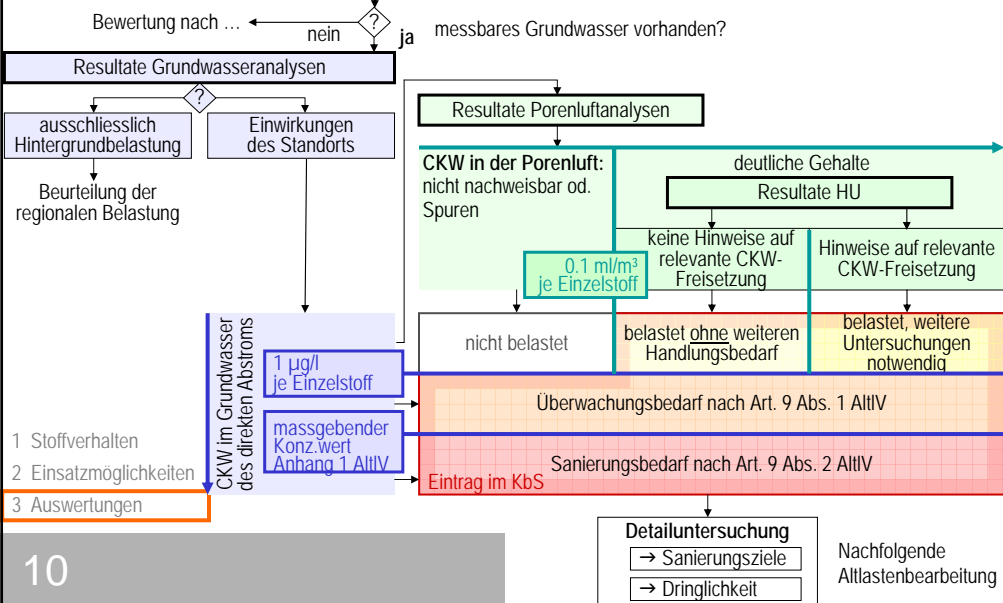 ?
messbares Grundwasser vorhanden?
Bewertung nach …
nein
ja
Resultate Grundwasseranalysen
?
ausschliesslich
Hintergrundbelastung
Einwirkungen
des Standorts
Beurteilung der
regionalen Belastung
Resultate Porenluftanalysen
CKW in der Porenluft:
nicht nachweisbar od.
Spuren
deutliche Gehalte
Resultate HU
keine Hinweise auf
relevante CKW-
Freisetzung
Hinweise auf relevante
CKW-Freisetzung
0.1 ml/m³
je Einzelstoff
nicht belastet
belastet ohne weiteren
Handlungsbedarf
belastet, weitere
Untersuchungen
notwendig
CKW im Grundwasser
des direkten Abstroms
1 µg/l
je Einzelstoff
Überwachungsbedarf nach Art. 9 Abs. 1 AltlV
massgebender
Konz.wert
Anhang 1 AltlV
Sanierungsbedarf nach Art. 9 Abs. 2 AltlV
Eintrag im KbS
1 Stoffverhalten
2 Einsatzmöglichkeiten
3 Auswertungen
Detailuntersuchung
→ Sanierungsziele
→ Dringlichkeit
Nachfolgende
Altlastenbearbeitung
10